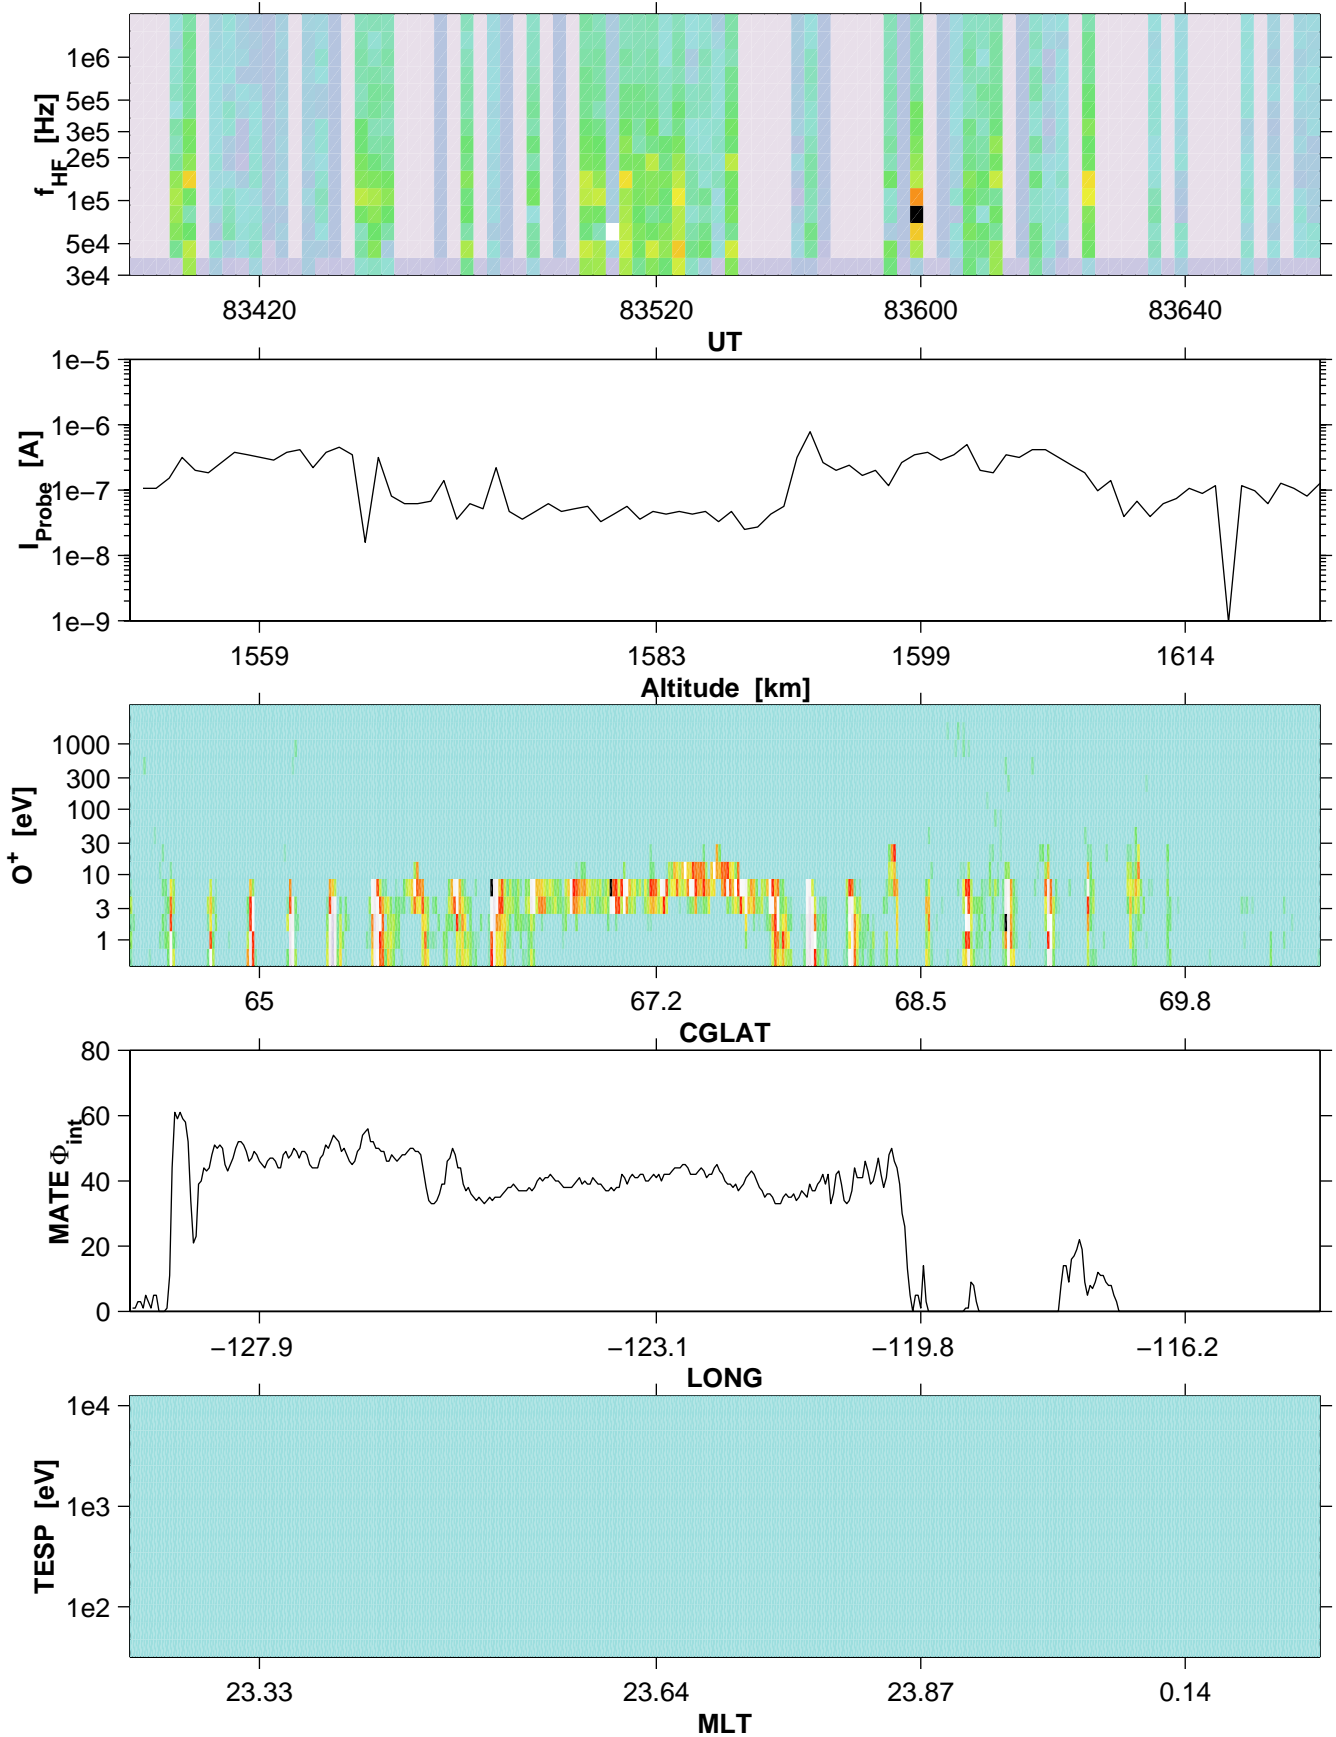 1e6
5e5
3e5
2e5
1e5
5e4
3e4
f_HF [Hz]
83420 83520 83600 83640
UT
1e−5
1e−6
1e−7
1e−8
1e−9
I_Probe [A]
1559 1583 1599 1614
Altitude [km]
1000
300
100
30
10
3
1
O⁺ [eV]
65 67.2 68.5 69.8
CGLAT
80
60
40
20
0
MATE Φ_int
−127.9 −123.1 −119.8 −116.2
LONG
1e4
1e3
1e2
TESP [eV]
23.33 23.64 23.87 0.14
MLT